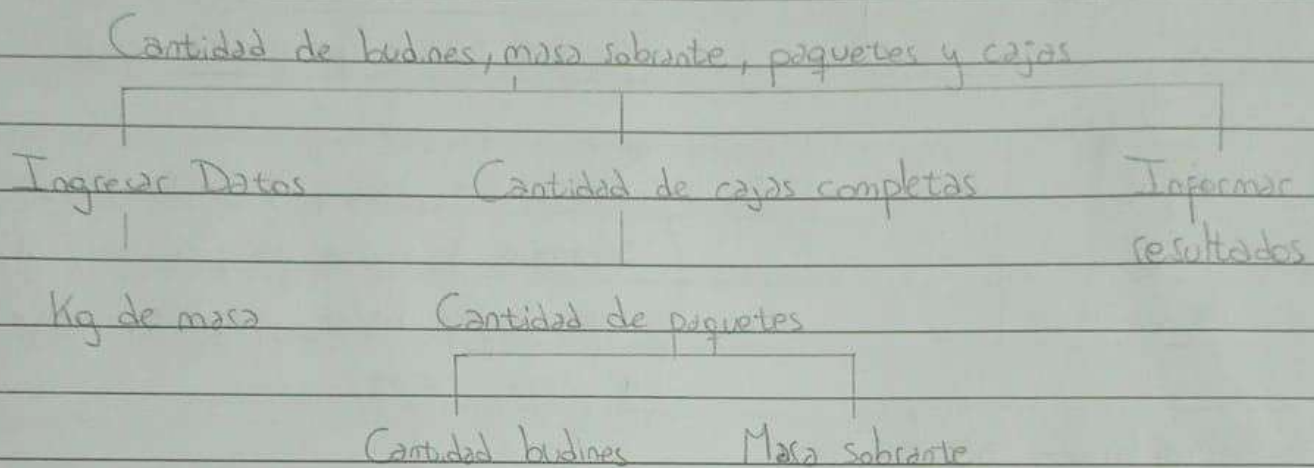 Cantidad de budines, masa sobrante, paquetes y cajas
Ingresar Datos Cantidad de cajas completas Informar
resultados
Kg de masa Cantidad de paquetes
Cantidad budines Masa sobrante